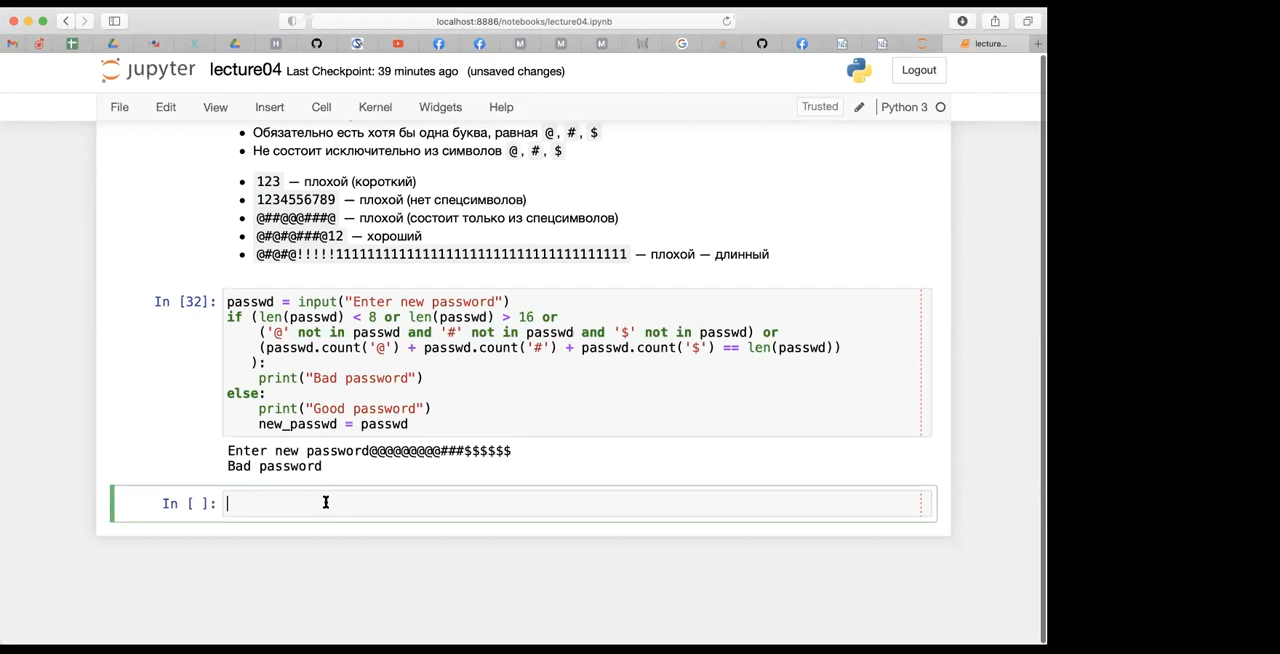 localhost:8886/notebooks/lecture04.ipynb
lecture...
jupyter lecture04 Last Checkpoint: 39 minutes ago (unsaved changes)
Logout
File Edit View Insert Cell Kernel Widgets Help Trusted Python 3
• Обязательно есть хотя бы одна буква, равная @, #, $
• Не состоит исключительно из символов @, #, $
• 123 — плохой (короткий)
• 1234556789 — плохой (нет спецсимволов)
• @##@@@###@ — плохой (состоит только из спецсимволов)
• @#@#@###@12 — хороший
• @#@#@!!!!!1111111111111111111111111111111111111 — плохой — длинный
In [32]: passwd = input("Enter new password")
if (len(passwd) < 8 or len(passwd) > 16 or
('@' not in passwd and '#' not in passwd and '$' not in passwd) or
(passwd.count('@') + passwd.count('#') + passwd.count('$') == len(passwd))
):
print("Bad password")
else:
print("Good password")
new_passwd = passwd
Enter new password@@@@@@@@@###$$$$$$
Bad password
In [ ]: